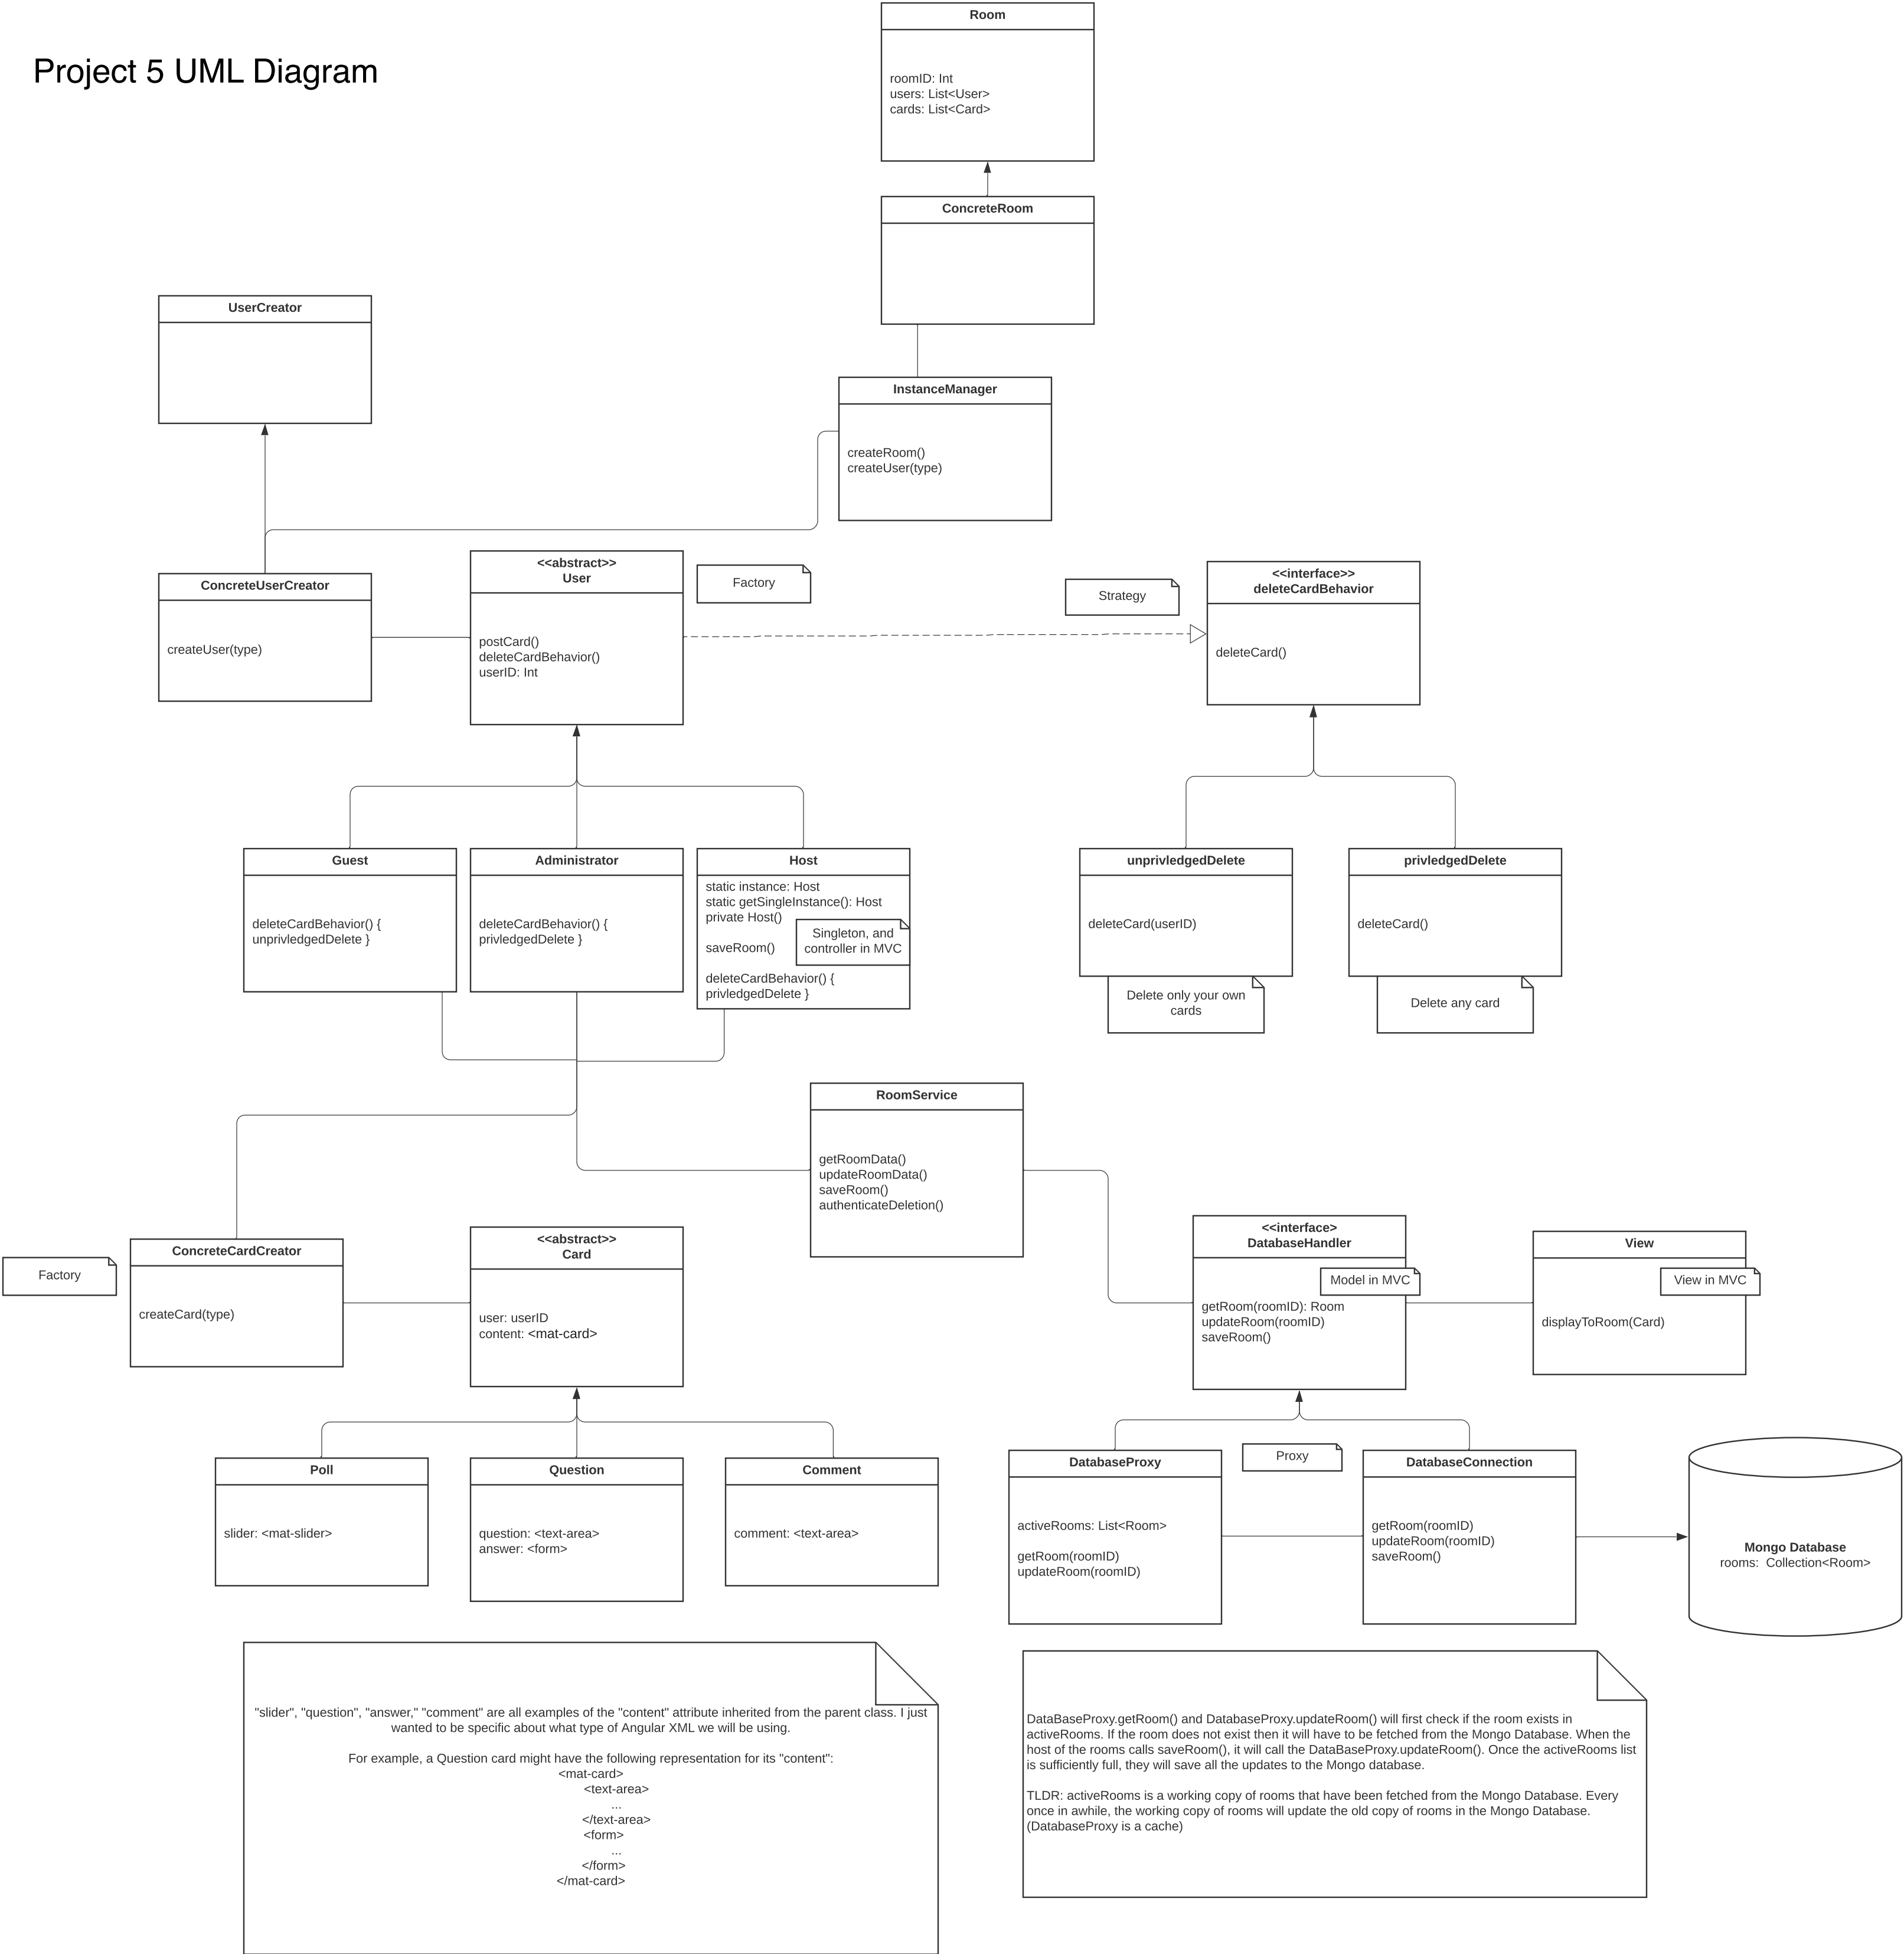 Project 5 UML Diagram
Room
roomID: Int
users: List<User>
cards: List<Card>
ConcreteRoom
UserCreator
InstanceManager
createRoom()
createUser(type)
ConcreteUserCreator
createUser(type)
<<abstract>>
User
postCard()
deleteCardBehavior()
userID: Int
Factory
Strategy
<<interface>>
deleteCardBehavior
deleteCard()
Guest
deleteCardBehavior() {
unprivledgedDelete }
Administrator
deleteCardBehavior() {
privledgedDelete }
Host
static instance: Host
static getSingleInstance(): Host
private Host()
saveRoom()
deleteCardBehavior() {
privledgedDelete }
Singleton, and
controller in MVC
unprivledgedDelete
deleteCard(userID)
Delete only your own
cards
privledgedDelete
deleteCard()
Delete any card
RoomService
getRoomData()
updateRoomData()
saveRoom()
authenticateDeletion()
Factory
ConcreteCardCreator
createCard(type)
<<abstract>>
Card
user: userID
content: <mat-card>
<<interface>
DatabaseHandler
Model in MVC
getRoom(roomID): Room
updateRoom(roomID)
saveRoom()
View
View in MVC
displayToRoom(Card)
Poll
slider: <mat-slider>
Question
question: <text-area>
answer: <form>
Comment
comment: <text-area>
DatabaseProxy
activeRooms: List<Room>
getRoom(roomID)
updateRoom(roomID)
Proxy
DatabaseConnection
getRoom(roomID)
updateRoom(roomID)
saveRoom()
Mongo Database
rooms:  Collection<Room>
"slider", "question", "answer," "comment" are all examples of the "content" attribute inherited from the parent class. I just
wanted to be specific about what type of Angular XML we will be using.
For example, a Question card might have the following representation for its "content":
<mat-card>
<text-area>
...
</text-area>
<form>
...
</form>
</mat-card>
DataBaseProxy.getRoom() and DatabaseProxy.updateRoom() will first check if the room exists in
activeRooms. If the room does not exist then it will have to be fetched from the Mongo Database. When the
host of the rooms calls saveRoom(), it will call the DataBaseProxy.updateRoom(). Once the activeRooms list
is sufficiently full, they will save all the updates to the Mongo database.
TLDR: activeRooms is a working copy of rooms that have been fetched from the Mongo Database. Every
once in awhile, the working copy of rooms will update the old copy of rooms in the Mongo Database.
(DatabaseProxy is a cache)